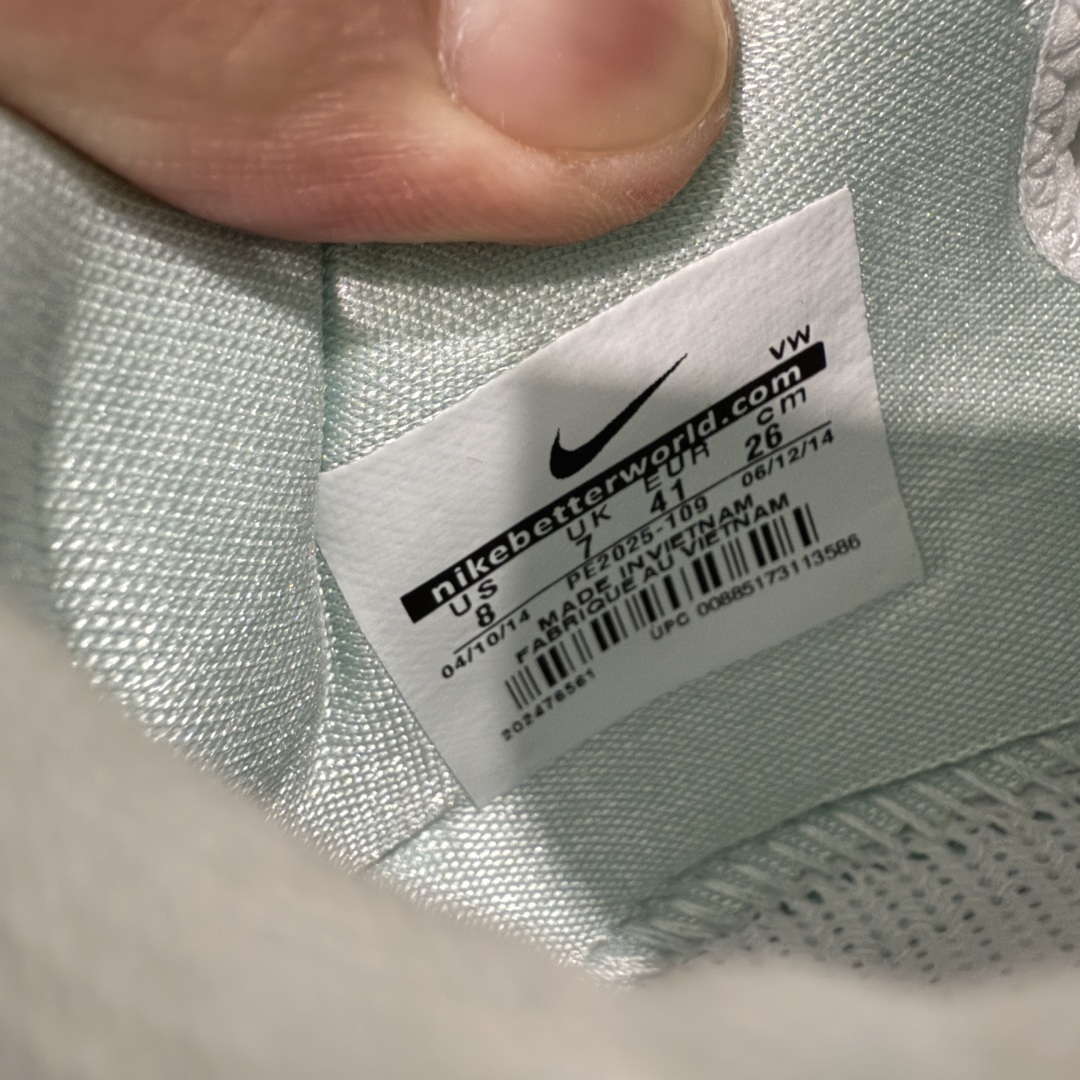 VW
nikebetterworld.com
US UK EUR cm
8 7 41 26
04/10/14 PE2025-109 06/12/14
MADE IN VIETNAM
FABRIQUE AU VIETNAM
UPC 00885173113586
202476561